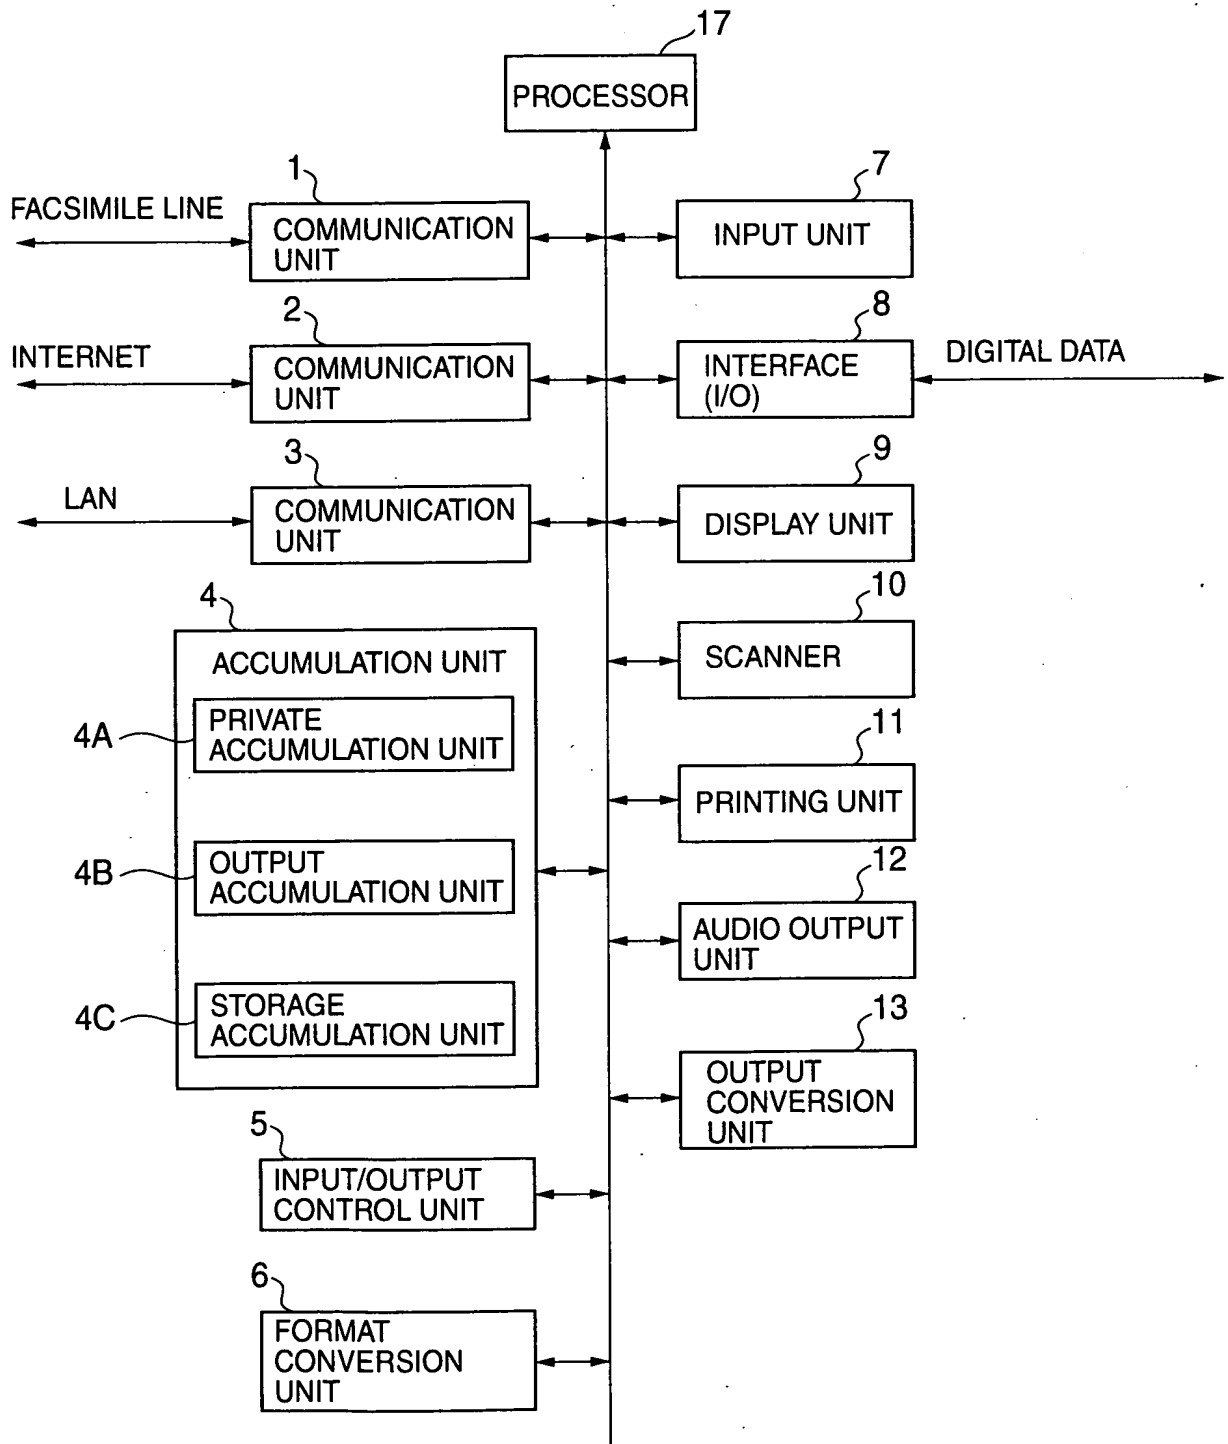 17
PROCESSOR
1
FACSIMILE LINE
COMMUNICATION
UNIT
7
INPUT UNIT
2
INTERNET
COMMUNICATION
UNIT
8
INTERFACE
(I/O)
DIGITAL DATA
3
LAN
COMMUNICATION
UNIT
9
DISPLAY UNIT
4
ACCUMULATION UNIT
4A
PRIVATE
ACCUMULATION UNIT
4B
OUTPUT
ACCUMULATION UNIT
4C
STORAGE
ACCUMULATION UNIT
10
SCANNER
11
PRINTING UNIT
12
AUDIO OUTPUT
UNIT
13
OUTPUT
CONVERSION
UNIT
5
INPUT/OUTPUT
CONTROL UNIT
6
FORMAT
CONVERSION
UNIT